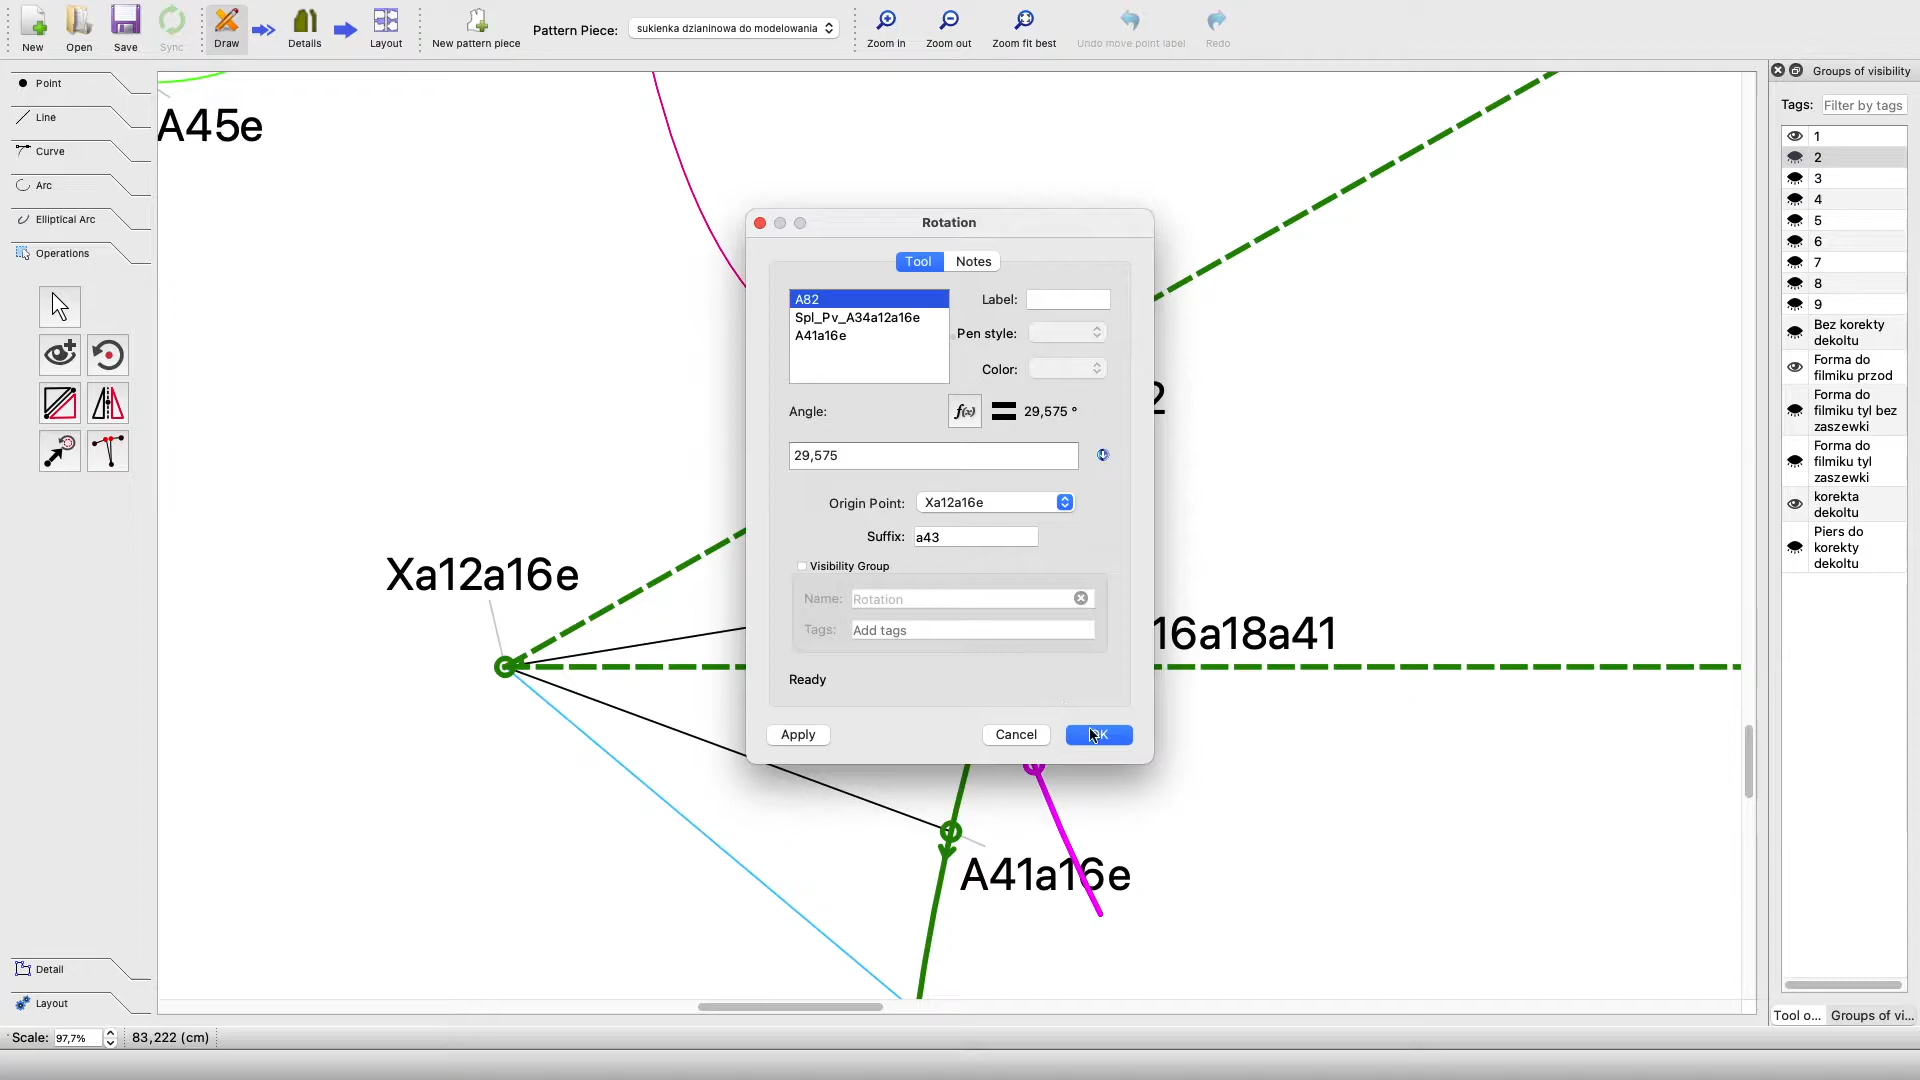 New
Open
Save
Sync
Draw
Details
Layout
New pattern piece
Pattern Piece:
sukienka dzianinowa do modelowania
Zoom in
Zoom out
Zoom fit best
Undo move point label
Redo
Point
Line
Curve
Arc
Elliptical Arc
Operations
Detail
Layout
A45e
Xa12a16e
2
16a18a41
A41a16e
Rotation
Tool
Notes
A82
Spl_Pv_A34a12a16e
A41a16e
Label:
Pen style:
Color:
Angle:
f(x)
29,575 °
29,575
Origin Point:
Xa12a16e
Suffix:
a43
Visibility Group
Name:
Rotation
Tags:
Add tags
Ready
Apply
Cancel
OK
Groups of visibility
Tags:
Filter by tags
1
2
3
4
5
6
7
8
9
Bez korekty
dekoltu
Forma do
filmiku przod
Forma do
filmiku tyl bez
zaszewki
Forma do
filmiku tyl
zaszewki
korekta
dekoltu
Piers do
korekty
dekoltu
Tool o...
Groups of vi...
Scale:
97,7%
83,222 (cm)